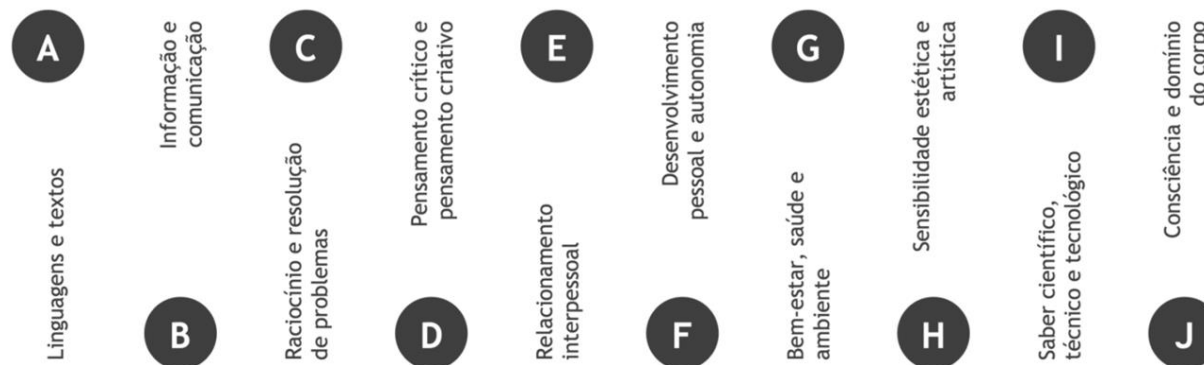 A
Linguagens e textos
Informação e
comunicação
B
C
Raciocínio e resolução
de problemas
Pensamento crítico e
pensamento criativo
D
E
Relacionamento
interpessoal
Desenvolvimento
pessoal e autonomia
F
G
Bem-estar, saúde e
ambiente
Sensibilidade estética e
artística
H
I
Saber científico,
técnico e tecnológico
Consciência e domínio
do corpo
J